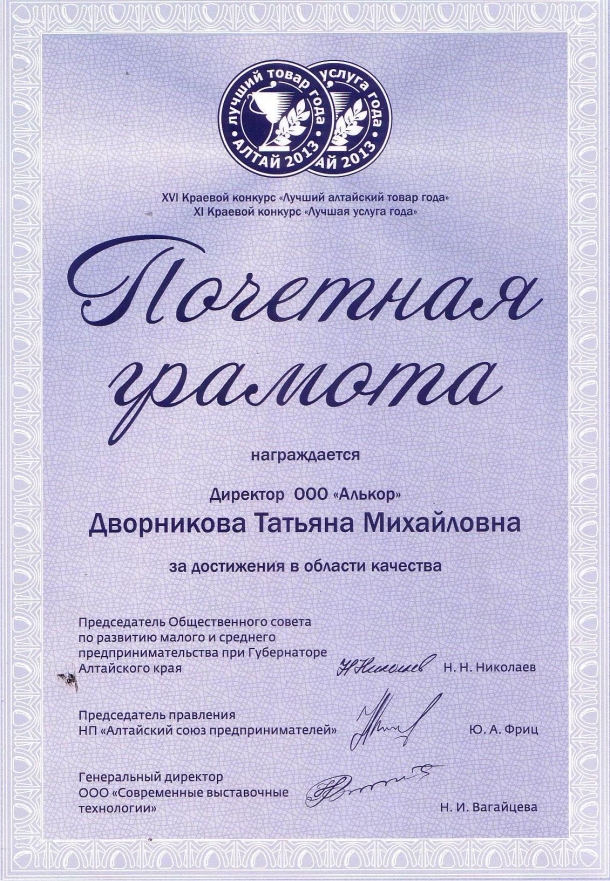 ЛУЧШИЙ ТОВАР ГОДА
АЛТАЙ 2013
УСЛУГА ГОДА
АЙ 2013
XVI Краевой конкурс «Лучший алтайский товар года»
XI Краевой конкурс «Лучшая услуга года»
Почетная
грамота
награждается
Директор ООО «Алькор»
Дворникова Татьяна Михайловна
за достижения в области качества
Председатель Общественного совета
по развитию малого и среднего
предпринимательства при Губернаторе
Алтайского края Н. Н. Николаев
Председатель правления
НП «Алтайский союз предпринимателей» Ю. А. Фриц
Генеральный директор
ООО «Современные выставочные
технологии» Н. И. Вагайцева